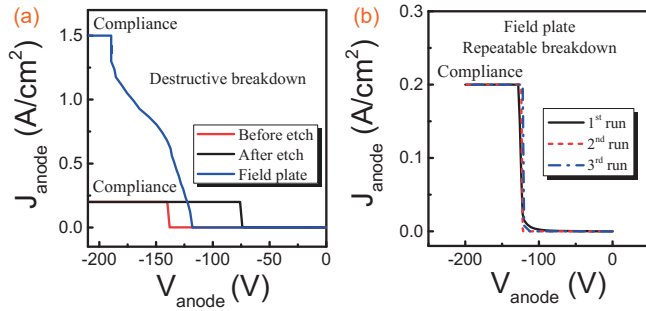 (a)
Compliance
1.5
Destructive breakdown
1.0
Before etch
After etch
Field plate
0.5
Compliance
0.0
-200 -150 -100 -50 0
V_anode (V)
J_anode (A/cm²)
(b)
0.3
Field plate
Repeatable breakdown
Compliance
0.2
1st run
2nd run
3rd run
0.1
0.0
-200 -100 0
V_anode (V)
J_anode (A/cm²)